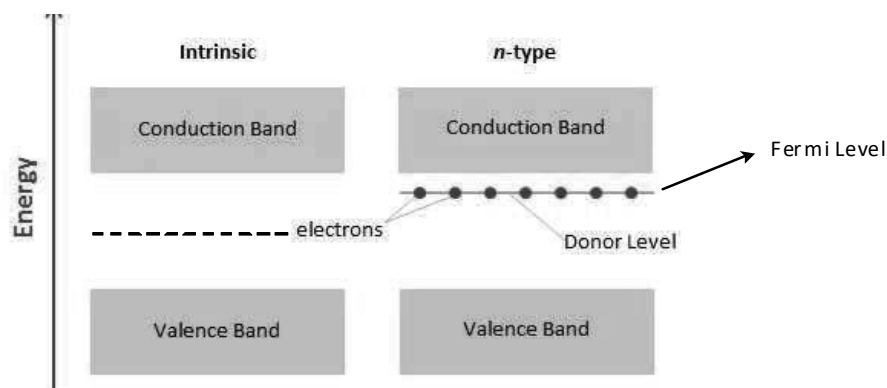 Intrinsic
n-type
Conduction Band
Conduction Band
Fermi Level
Energy
electrons
Donor Level
Valence Band
Valence Band